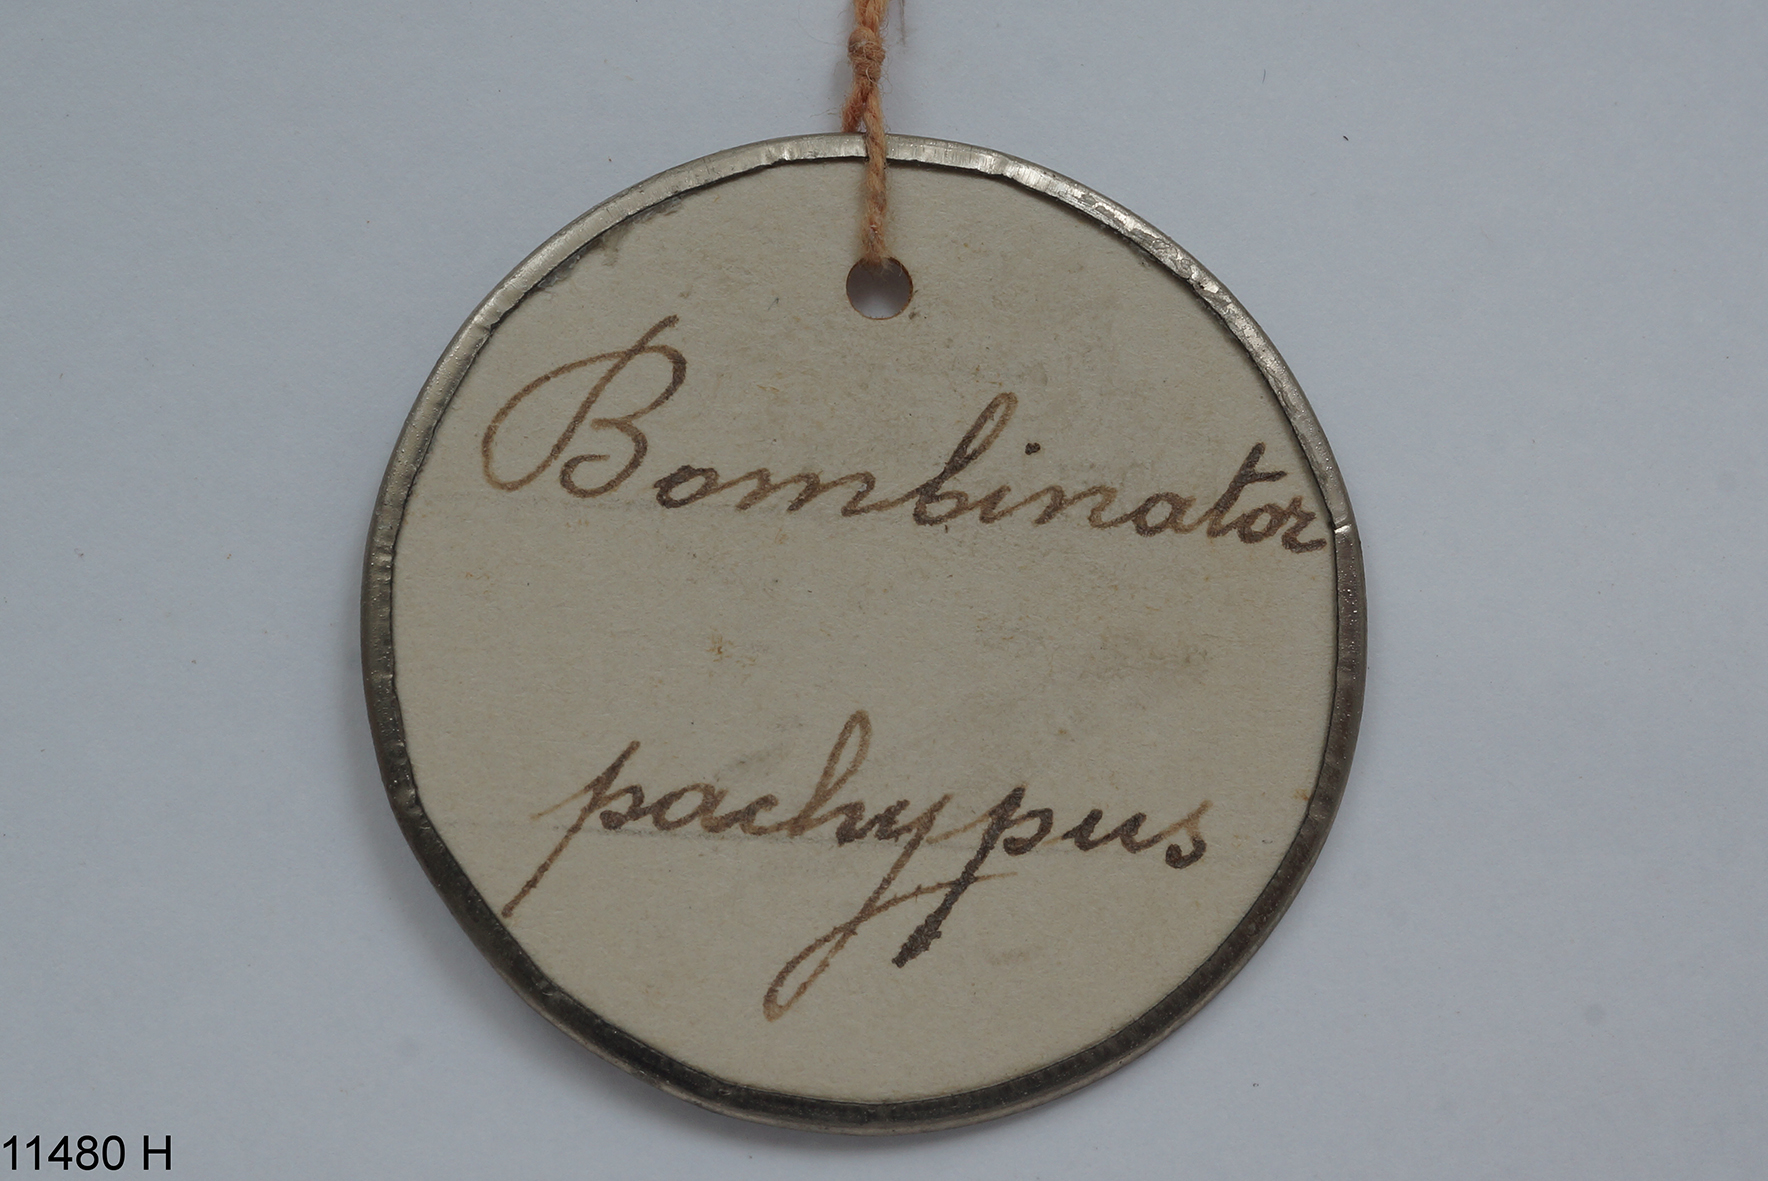 Bombinator
pachypus
11480 H